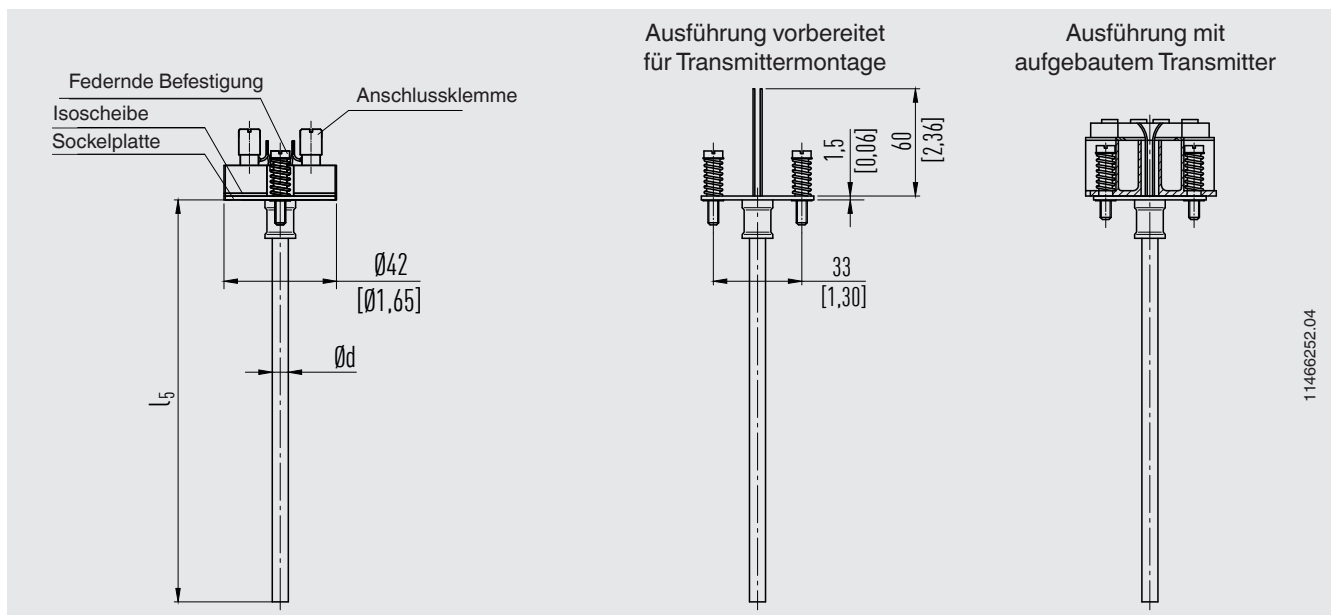 Ausführung vorbereitet
für Transmittermontage
Ausführung mit
aufgebautem Transmitter
Federnde Befestigung
Anschlussklemme
Isoscheibe
Sockelplatte
Ø42
[Ø1,65]
Ød
l5
1,5
[0,06]
60
[2,36]
33
[1,30]
11466252.04